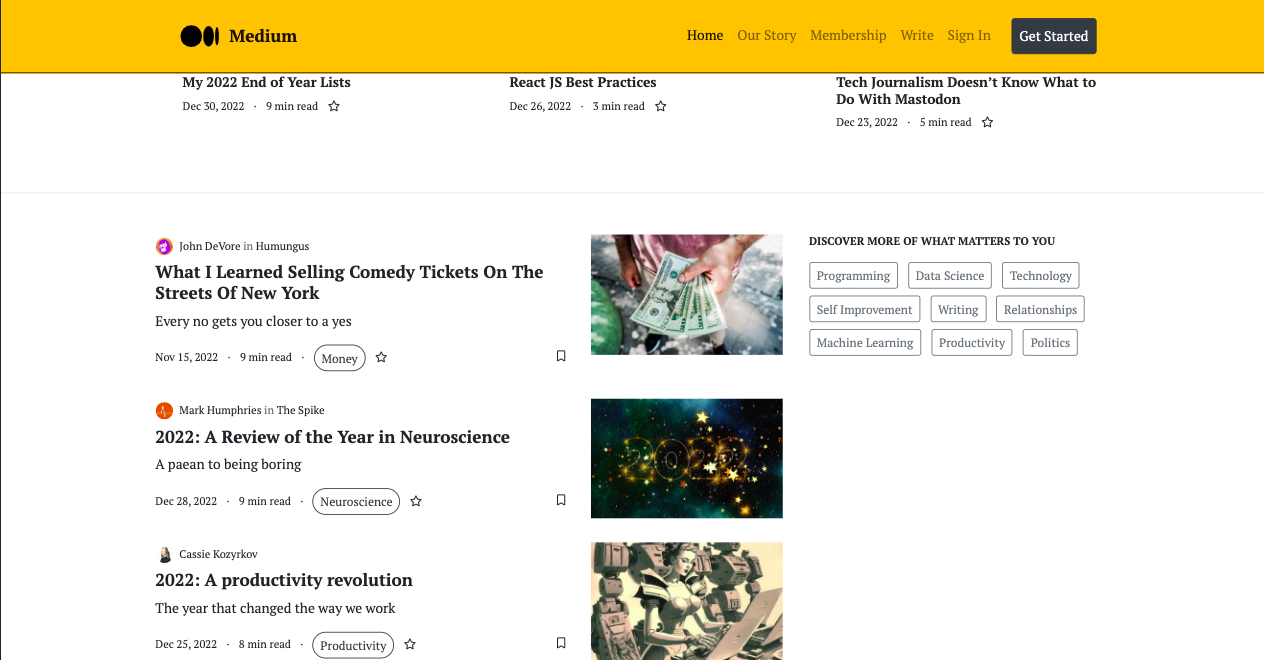 Medium
Home Our Story Membership Write Sign In Get Started
My 2022 End of Year Lists
Dec 30, 2022 · 9 min read
React JS Best Practices
Dec 26, 2022 · 3 min read
Tech Journalism Doesn’t Know What to
Do With Mastodon
Dec 23, 2022 · 5 min read
John DeVore in Humungus
What I Learned Selling Comedy Tickets On The
Streets Of New York
Every no gets you closer to a yes
Nov 15, 2022 · 9 min read · Money
Mark Humphries in The Spike
2022: A Review of the Year in Neuroscience
A paean to being boring
Dec 28, 2022 · 9 min read · Neuroscience
2022
Cassie Kozyrkov
2022: A productivity revolution
The year that changed the way we work
Dec 25, 2022 · 8 min read · Productivity
DISCOVER MORE OF WHAT MATTERS TO YOU
Programming Data Science Technology
Self Improvement Writing Relationships
Machine Learning Productivity Politics